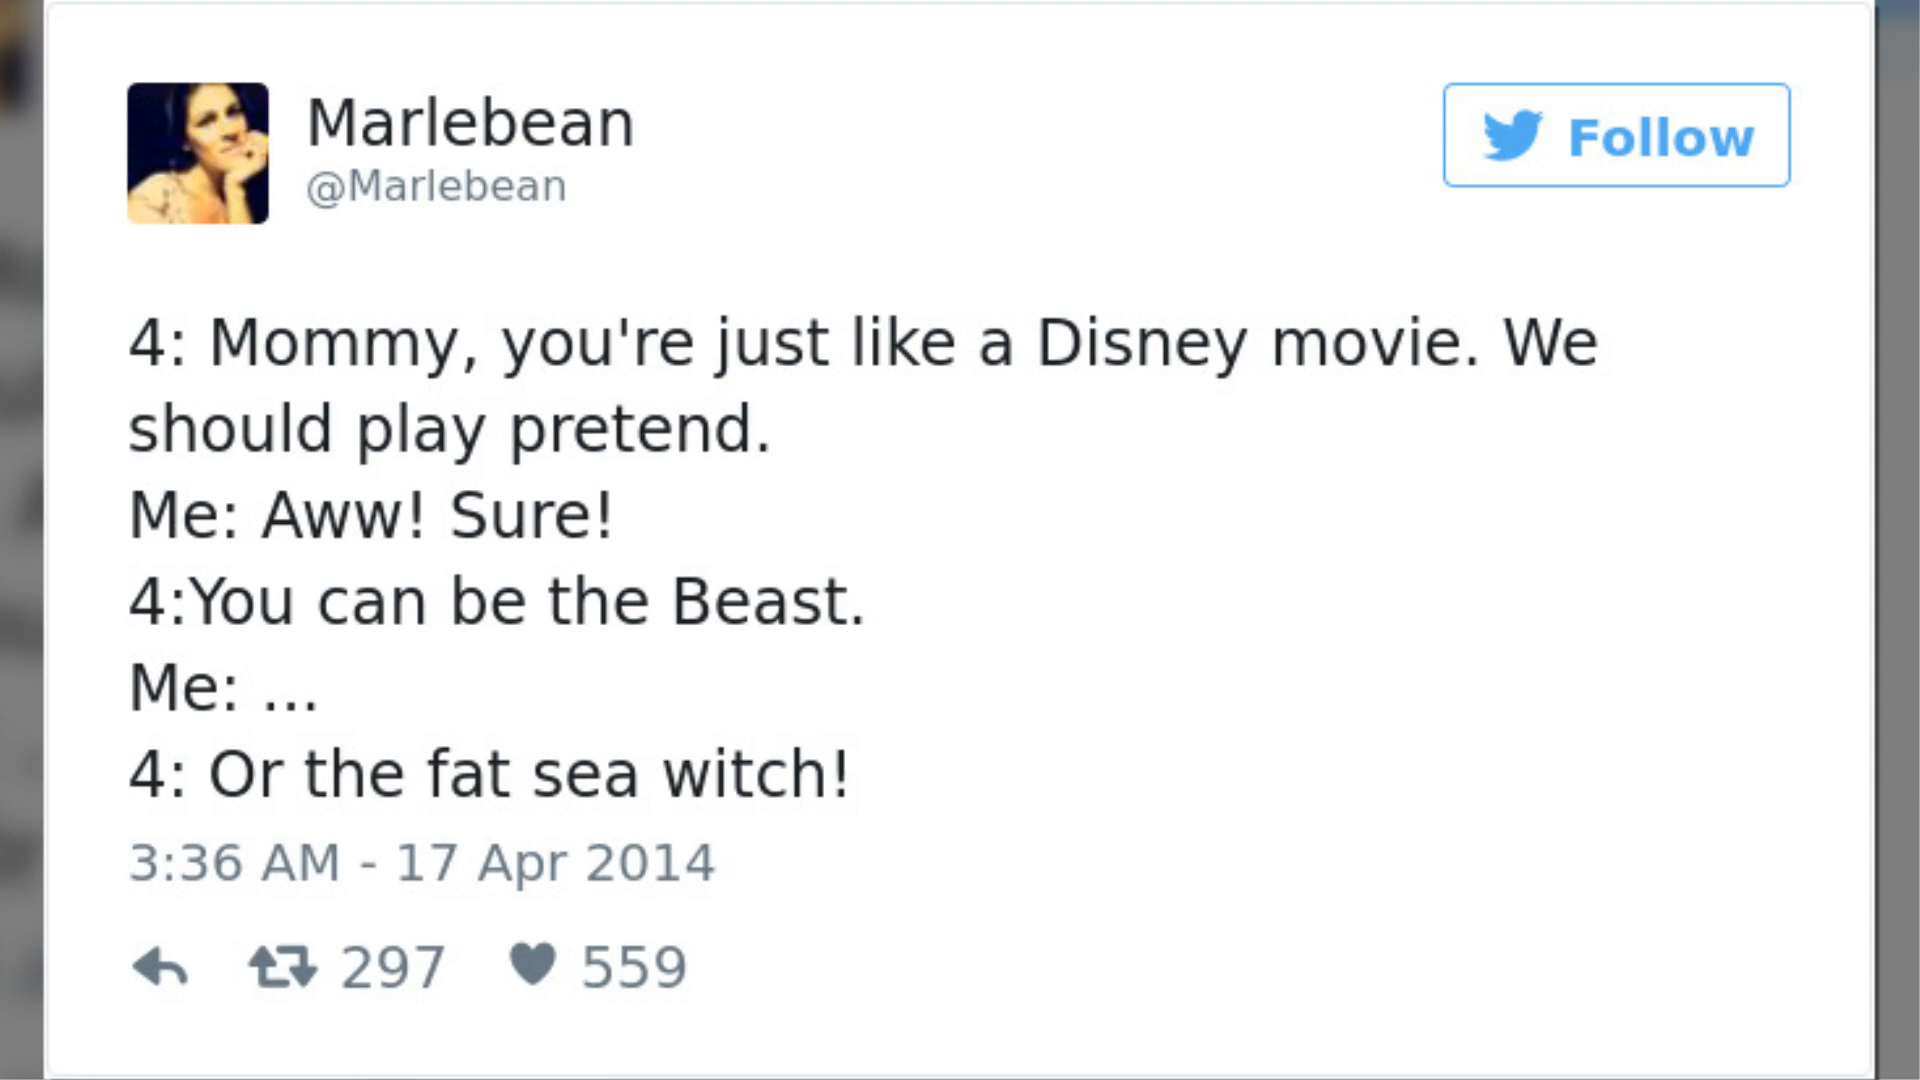 Marlebean
@Marlebean
Follow
4: Mommy, you're just like a Disney movie. We
should play pretend.
Me: Aww! Sure!
4:You can be the Beast.
Me: ...
4: Or the fat sea witch!
3:36 AM - 17 Apr 2014
297 559